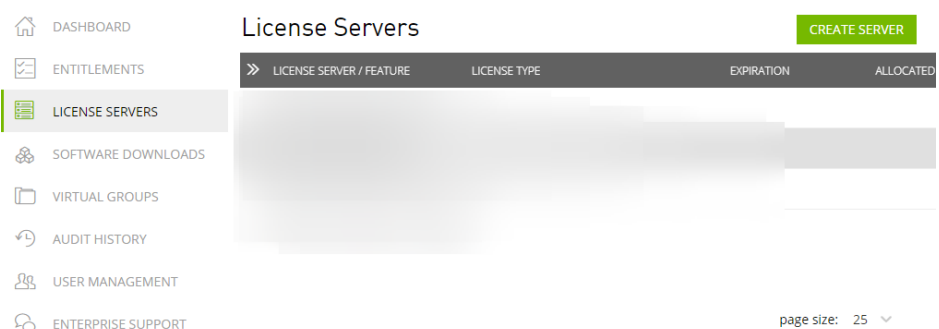 DASHBOARD
ENTITLEMENTS
LICENSE SERVERS
SOFTWARE DOWNLOADS
VIRTUAL GROUPS
AUDIT HISTORY
USER MANAGEMENT
ENTERPRISE SUPPORT
License Servers
CREATE SERVER
LICENSE SERVER / FEATURE LICENSE TYPE EXPIRATION ALLOCATED
page size: 25